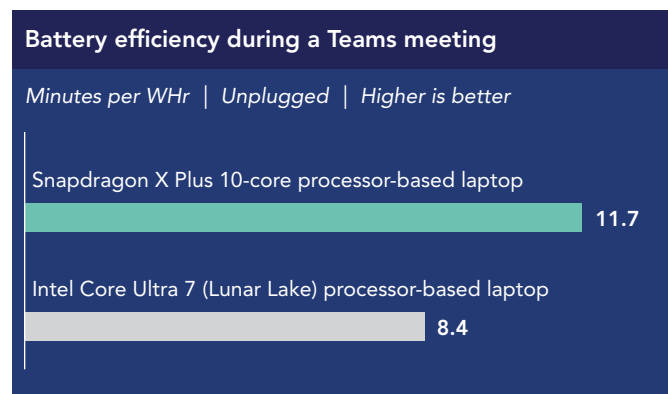 Battery efficiency during a Teams meeting
Minutes per WHr | Unplugged | Higher is better
Snapdragon X Plus 10-core processor-based laptop
11.7
Intel Core Ultra 7 (Lunar Lake) processor-based laptop
8.4